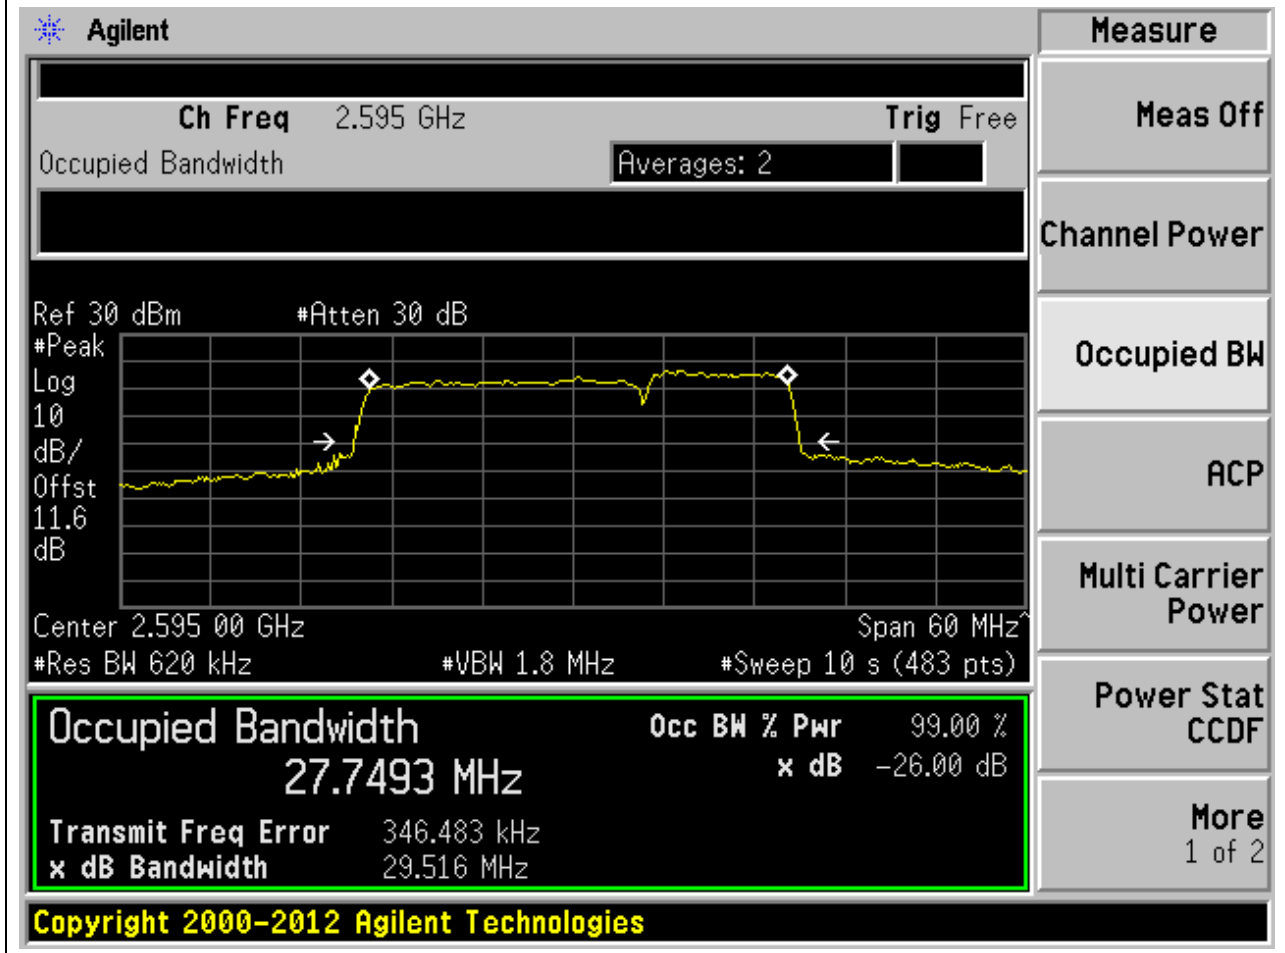 Agilent
Measure
Ch Freq 2.595 GHz Trig Free
Meas Off
Occupied Bandwidth Averages: 2
Channel Power
Ref 30 dBm #Atten 30 dB
#Peak
Log
10
dB/
Offst
11.6
dB
Occupied BW
ACP
Center 2.595 00 GHz Span 60 MHz^
#Res BW 620 kHz #VBW 1.8 MHz #Sweep 10 s (483 pts)
Multi Carrier
Power
Occupied Bandwidth Occ BW % Pwr 99.00 %
27.7493 MHz x dB -26.00 dB
Transmit Freq Error 346.483 kHz
x dB Bandwidth 29.516 MHz
Power Stat
CCDF
More
1 of 2
Copyright 2000-2012 Agilent Technologies